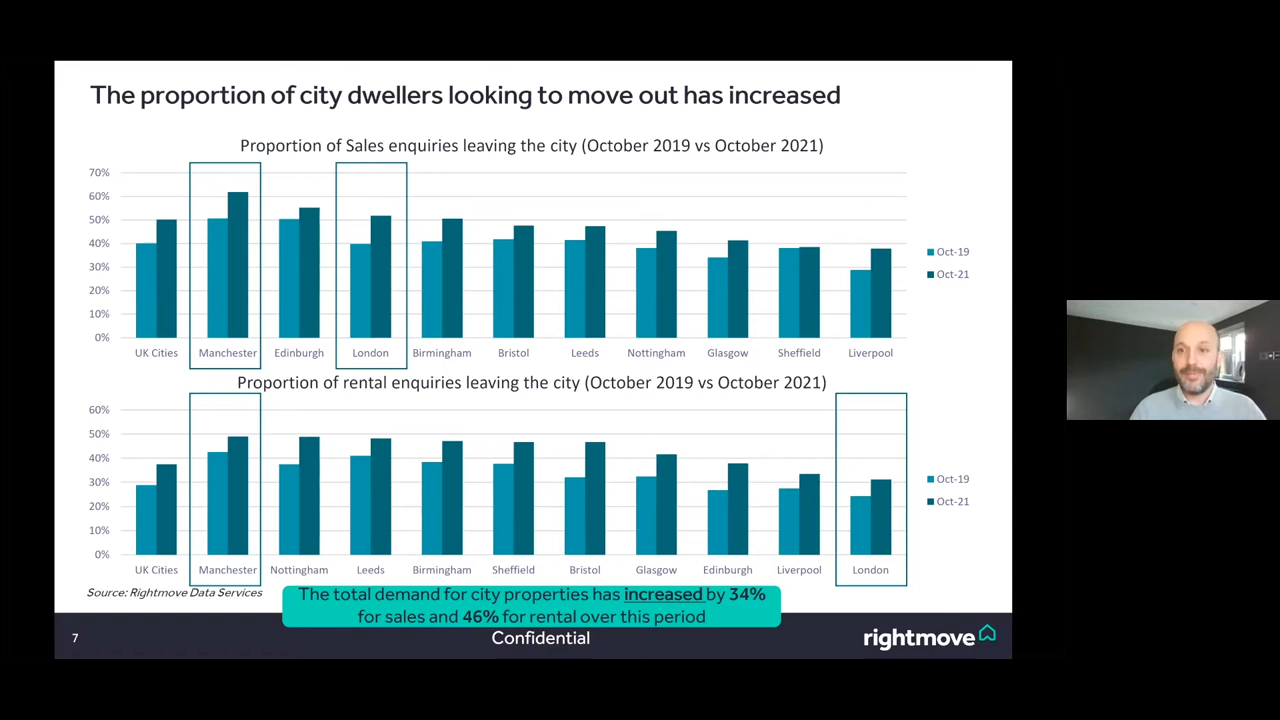 The proportion of city dwellers looking to move out has increased
Proportion of Sales enquiries leaving the city (October 2019 vs October 2021)
70%
60%
50%
40%
30%
20%
10%
0%
UK Cities Manchester Edinburgh London Birmingham Bristol Leeds Nottingham Glasgow Sheffield Liverpool
Oct-19
Oct-21
Proportion of rental enquiries leaving the city (October 2019 vs October 2021)
60%
50%
40%
30%
20%
10%
0%
UK Cities Manchester Nottingham Leeds Birmingham Sheffield Bristol Glasgow Edinburgh Liverpool London
Oct-19
Oct-21
Source: Rightmove Data Services
The total demand for city properties has increased by 34%
for sales and 46% for rental over this period
7
Confidential
rightmove